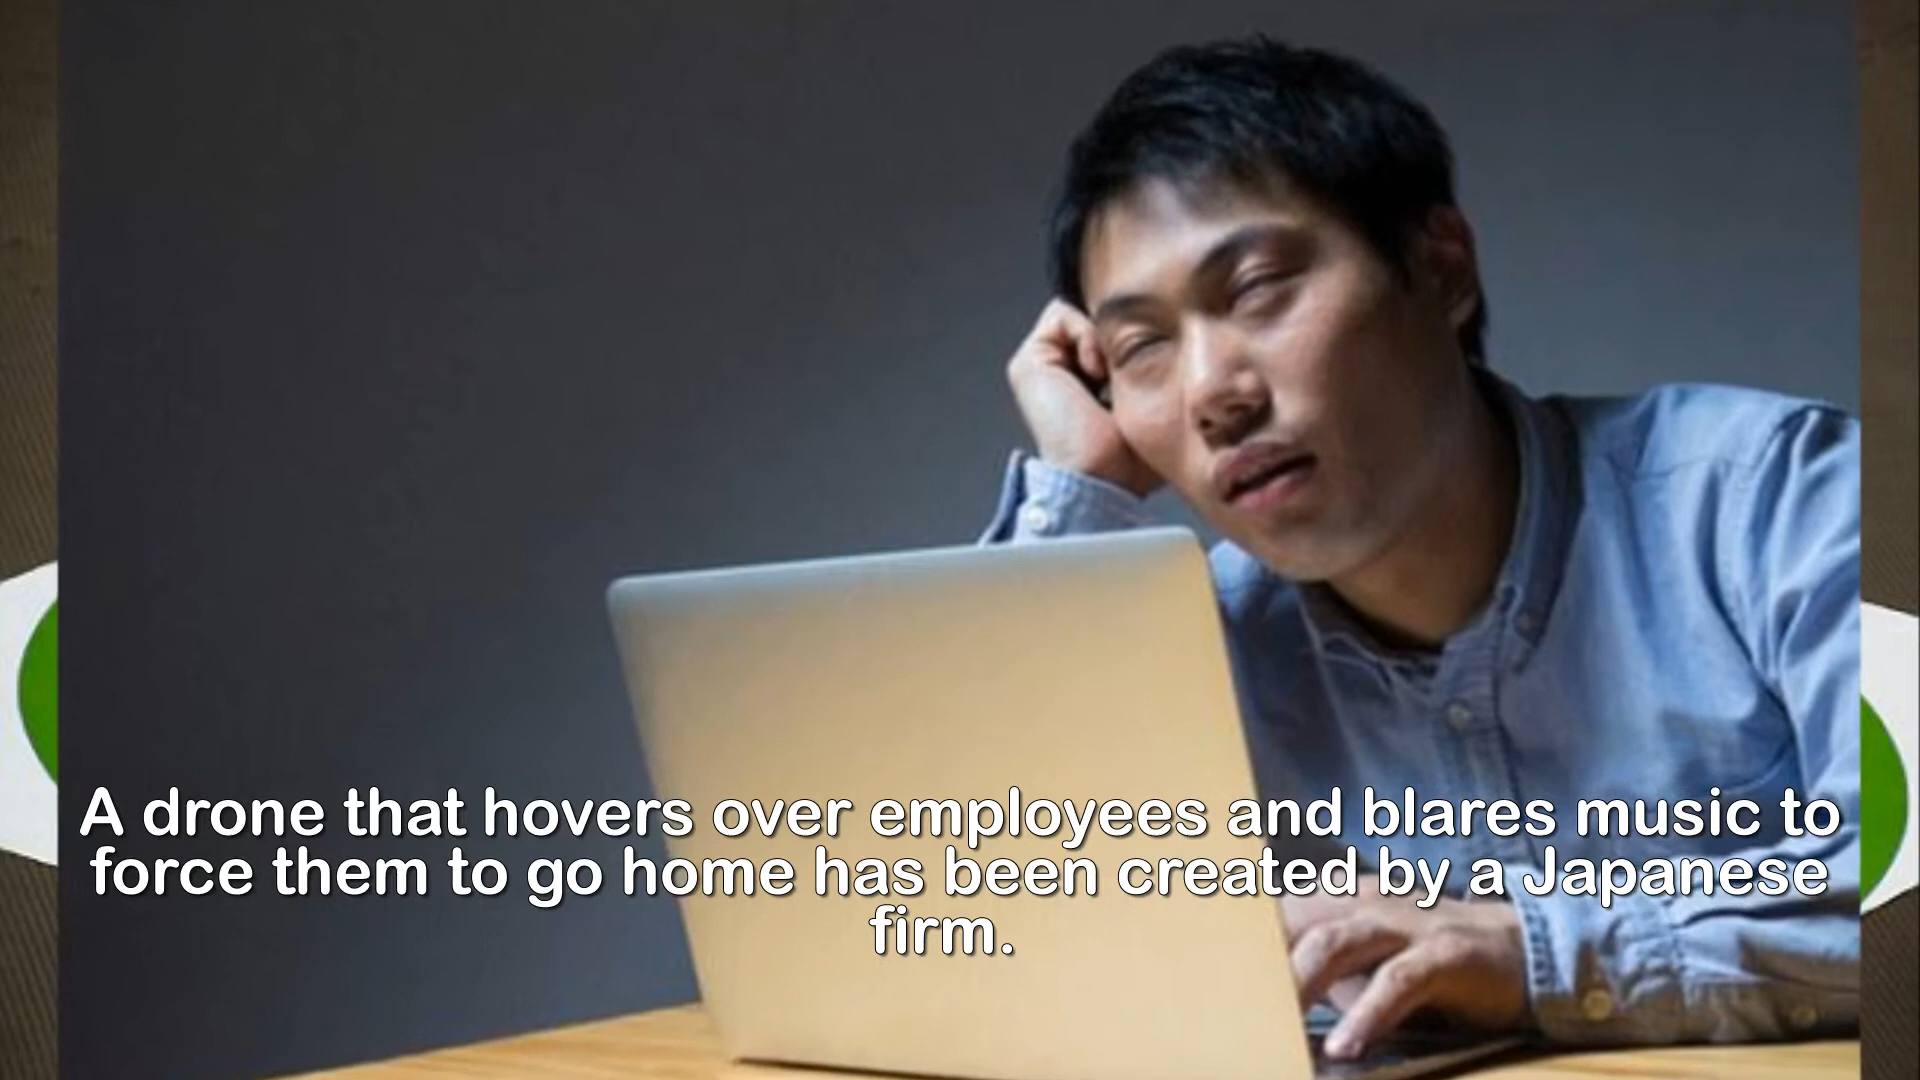 A drone that hovers over employees and blares music to
force them to go home has been created by a Japanese
firm.